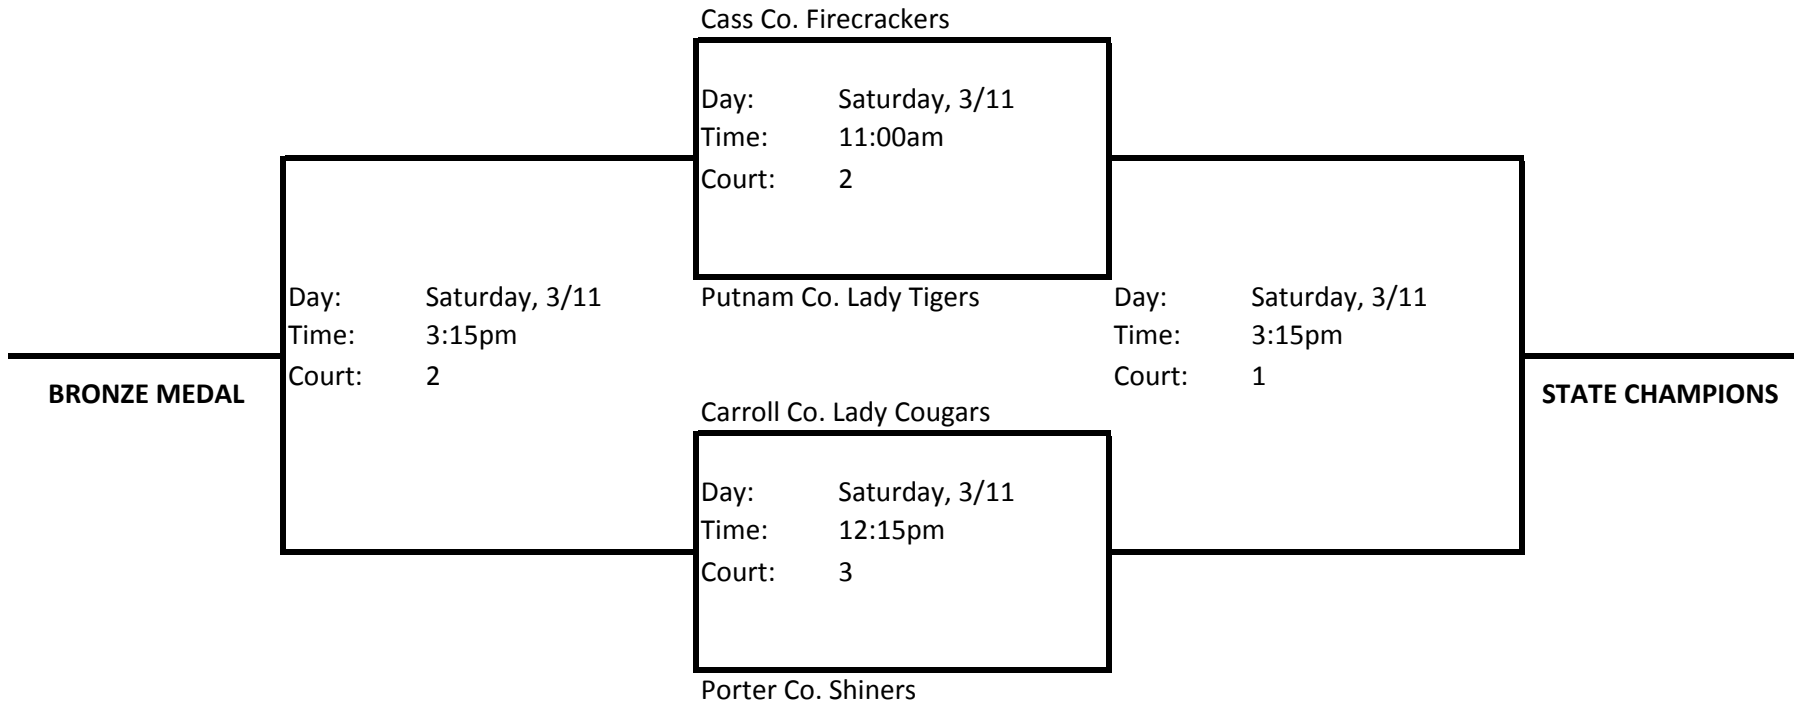 Cass Co. Firecrackers
Day: Saturday, 3/11
Time: 11:00am
Court: 2
Putnam Co. Lady Tigers
Day: Saturday, 3/11
Time: 3:15pm
Court: 2
BRONZE MEDAL
Day: Saturday, 3/11
Time: 3:15pm
Court: 1
STATE CHAMPIONS
Carroll Co. Lady Cougars
Day: Saturday, 3/11
Time: 12:15pm
Court: 3
Porter Co. Shiners